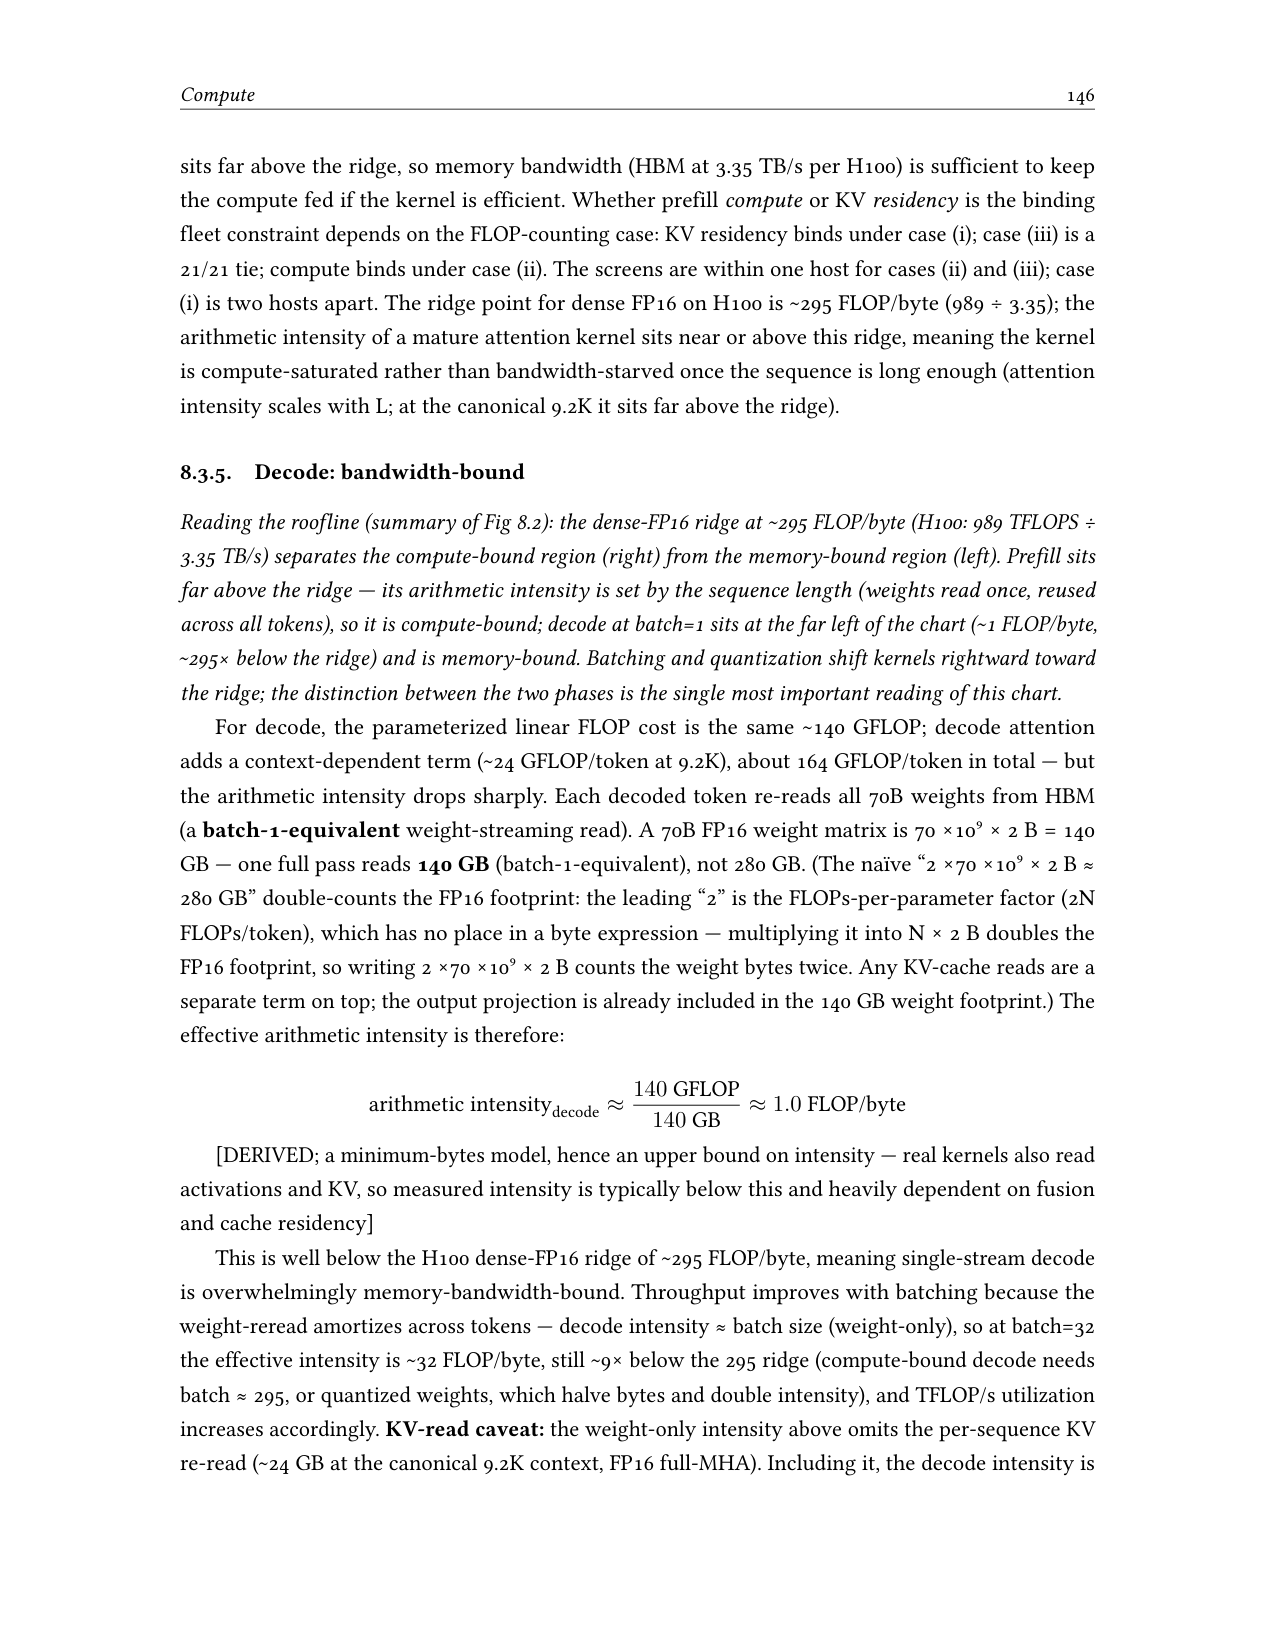 Compute 146
sits far above the ridge, so memory bandwidth (HBM at 3.35 TB/s per H100) is sufficient to keep
the compute fed if the kernel is efficient. Whether prefill compute or KV residency is the binding
fleet constraint depends on the FLOP-counting case: KV residency binds under case (i); case (iii) is a
21/21 tie; compute binds under case (ii). The screens are within one host for cases (ii) and (iii); case
(i) is two hosts apart. The ridge point for dense FP16 on H100 is ~295 FLOP/byte (989 ÷ 3.35); the
arithmetic intensity of a mature attention kernel sits near or above this ridge, meaning the kernel
is compute-saturated rather than bandwidth-starved once the sequence is long enough (attention
intensity scales with L; at the canonical 9.2K it sits far above the ridge).
8.3.5. Decode: bandwidth-bound
Reading the roofline (summary of Fig 8.2): the dense-FP16 ridge at ~295 FLOP/byte (H100: 989 TFLOPS ÷
3.35 TB/s) separates the compute-bound region (right) from the memory-bound region (left). Prefill sits
far above the ridge — its arithmetic intensity is set by the sequence length (weights read once, reused
across all tokens), so it is compute-bound; decode at batch=1 sits at the far left of the chart (~1 FLOP/byte,
~295× below the ridge) and is memory-bound. Batching and quantization shift kernels rightward toward
the ridge; the distinction between the two phases is the single most important reading of this chart.
For decode, the parameterized linear FLOP cost is the same ~140 GFLOP; decode attention
adds a context-dependent term (~24 GFLOP/token at 9.2K), about 164 GFLOP/token in total — but
the arithmetic intensity drops sharply. Each decoded token re-reads all 70B weights from HBM
(a batch-1-equivalent weight-streaming read). A 70B FP16 weight matrix is 70 ×10⁹ × 2 B = 140
GB — one full pass reads 140 GB (batch-1-equivalent), not 280 GB. (The naïve “2 ×70 ×10⁹ × 2 B ≈
280 GB” double-counts the FP16 footprint: the leading “2” is the FLOPs-per-parameter factor (2N
FLOPs/token), which has no place in a byte expression — multiplying it into N × 2 B doubles the
FP16 footprint, so writing 2 ×70 ×10⁹ × 2 B counts the weight bytes twice. Any KV-cache reads are a
separate term on top; the output projection is already included in the 140 GB weight footprint.) The
effective arithmetic intensity is therefore:
arithmetic intensity_decode ≈ 140 GFLOP / 140 GB ≈ 1.0 FLOP/byte
[DERIVED; a minimum-bytes model, hence an upper bound on intensity — real kernels also read
activations and KV, so measured intensity is typically below this and heavily dependent on fusion
and cache residency]
This is well below the H100 dense-FP16 ridge of ~295 FLOP/byte, meaning single-stream decode
is overwhelmingly memory-bandwidth-bound. Throughput improves with batching because the
weight-reread amortizes across tokens — decode intensity ≈ batch size (weight-only), so at batch=32
the effective intensity is ~32 FLOP/byte, still ~9× below the 295 ridge (compute-bound decode needs
batch ≈ 295, or quantized weights, which halve bytes and double intensity), and TFLOP/s utilization
increases accordingly. KV-read caveat: the weight-only intensity above omits the per-sequence KV
re-read (~24 GB at the canonical 9.2K context, FP16 full-MHA). Including it, the decode intensity is